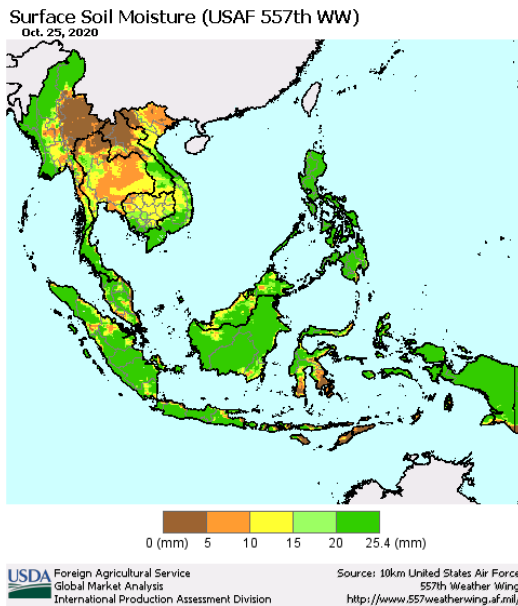 Surface Soil Moisture (USAF 557th WW)
Oct. 25, 2020
0 (mm) 5 10 15 20 25.4 (mm)
USDA Foreign Agricultural Service
Global Market Analysis
International Production Assessment Division
Source: 10km United States Air Force
557th Weather Wing
http://www.557weatherwing.af.mil/